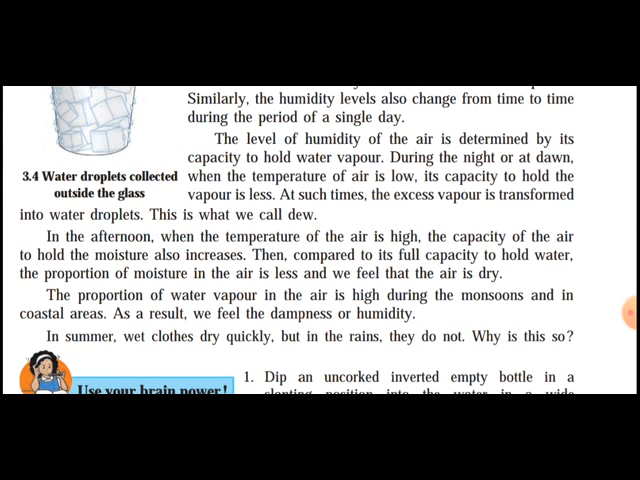 Similarly, the humidity levels also change from time to time
during the period of a single day.
The level of humidity of the air is determined by its
capacity to hold water vapour. During the night or at dawn,
3.4 Water droplets collected
outside the glass
when the temperature of air is low, its capacity to hold the
vapour is less. At such times, the excess vapour is transformed
into water droplets. This is what we call dew.
In the afternoon, when the temperature of the air is high, the capacity of the air
to hold the moisture also increases. Then, compared to its full capacity to hold water,
the proportion of moisture in the air is less and we feel that the air is dry.
The proportion of water vapour in the air is high during the monsoons and in
coastal areas. As a result, we feel the dampness or humidity.
In summer, wet clothes dry quickly, but in the rains, they do not. Why is this so?
Use your brain power!
1. Dip an uncorked inverted empty bottle in a
slanting position into the water in a wide